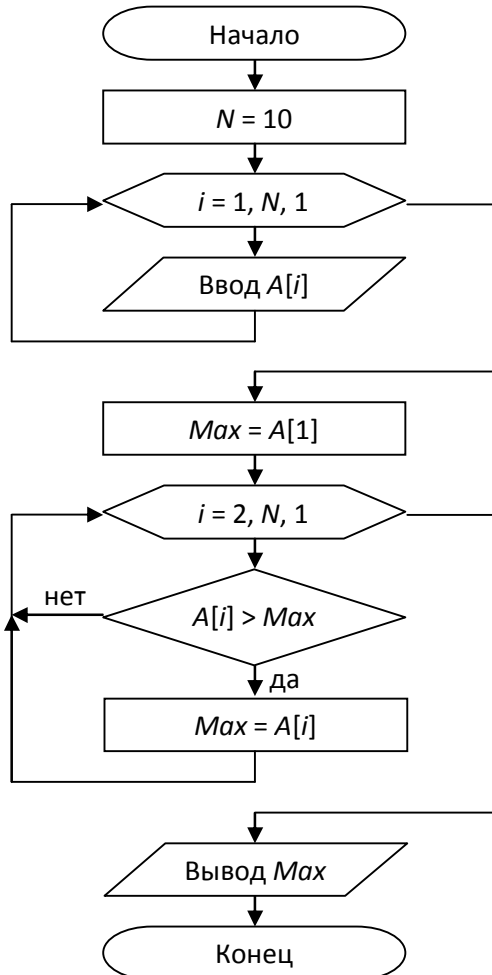 Начало
N = 10
i = 1, N, 1
Ввод A[i]
Max = A[1]
i = 2, N, 1
нет
A[i] > Max
да
Max = A[i]
Вывод Max
Конец